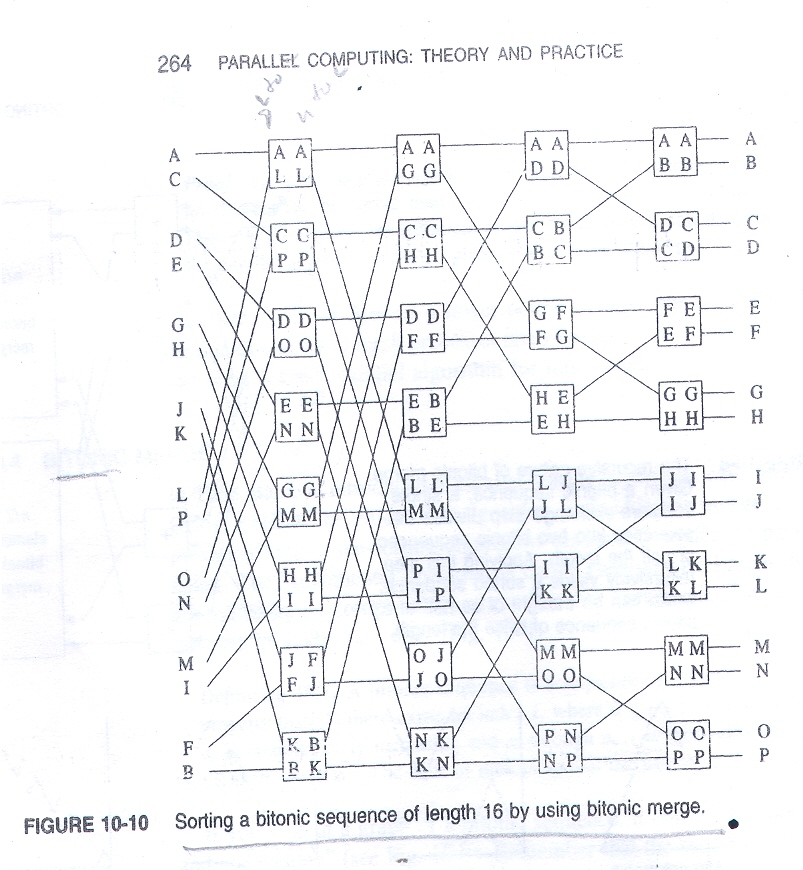 264 PARALLEL COMPUTING: THEORY AND PRACTICE
A A A A A A A A A A
C L L G G D D B B B
D C C C C C B D C C
E P P H H B C C D D
G D D D D G F F E E
H O O F F F G E F F
J E E E B H E G G G
K N N B E E H H H H
L G G L L L J J I I
P M M M M J L I J J
O H H P I I I L K K
N I I I P K K K L L
M J F O J M M M M M
I F J J O O O N N N
F K B N K P N O O O
B B K K N N P P P P
FIGURE 10-10 Sorting a bitonic sequence of length 16 by using bitonic merge.